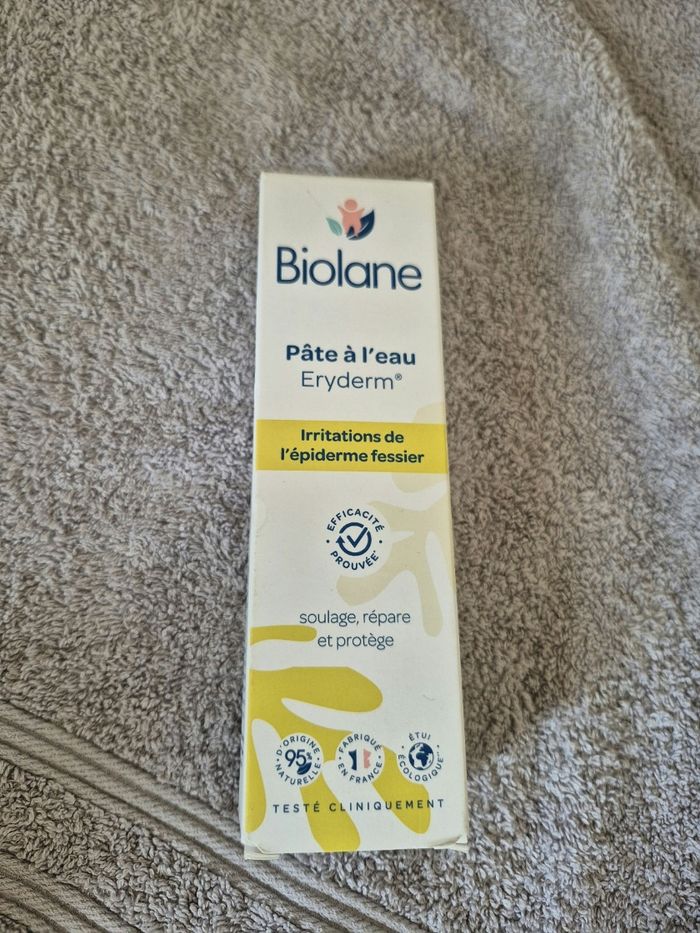 Biolane
Pâte à l'eau
Eryderm®
Irritations de
l'épiderme fessier
EFFICACITÉ
PROUVÉE*
soulage, répare
et protège
D'ORIGINE
95%
NATURELLE
FABRIQUÉ
EN FRANCE
ÉTUI
ÉCOLOGIQUE
TESTÉ CLINIQUEMENT